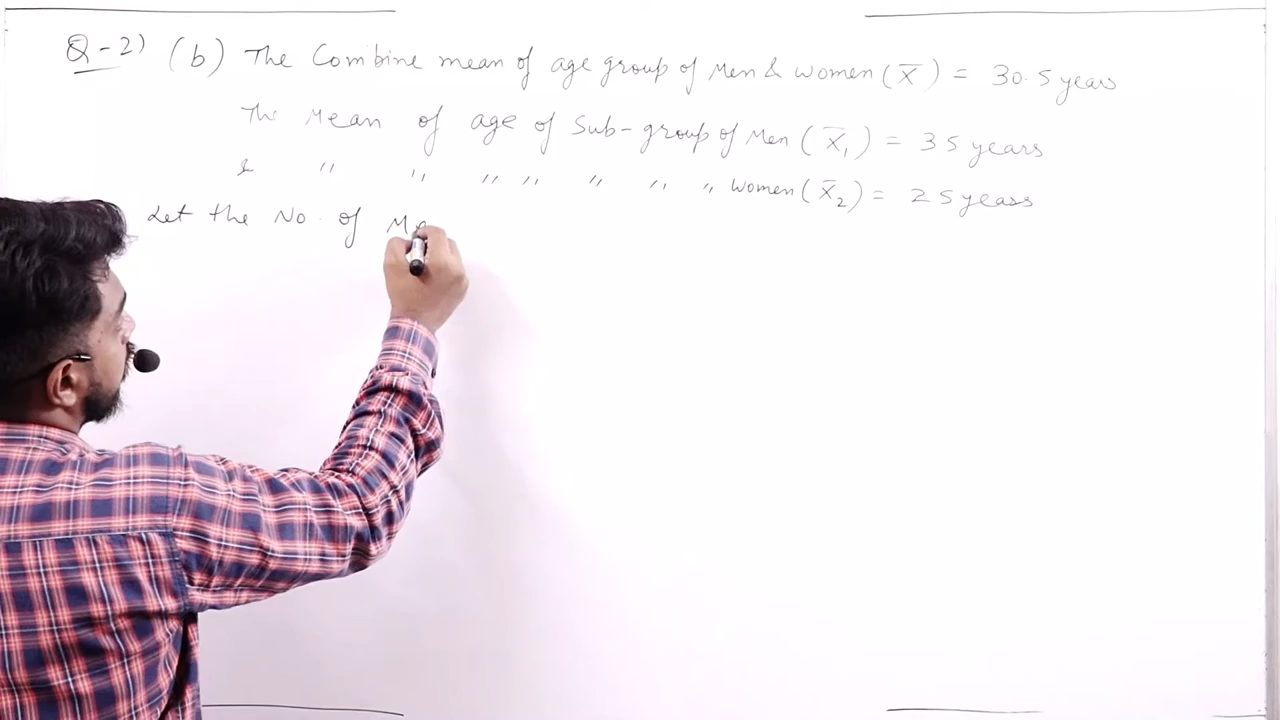 Q-2) (b) The Combine mean of age group of Men & Women (X̄) = 30.5 years
The Mean of age of Sub-group of Men (X̄₁) = 35 years
& " " " " " " " Women (X̄₂) = 25 years
Let the No. of Me